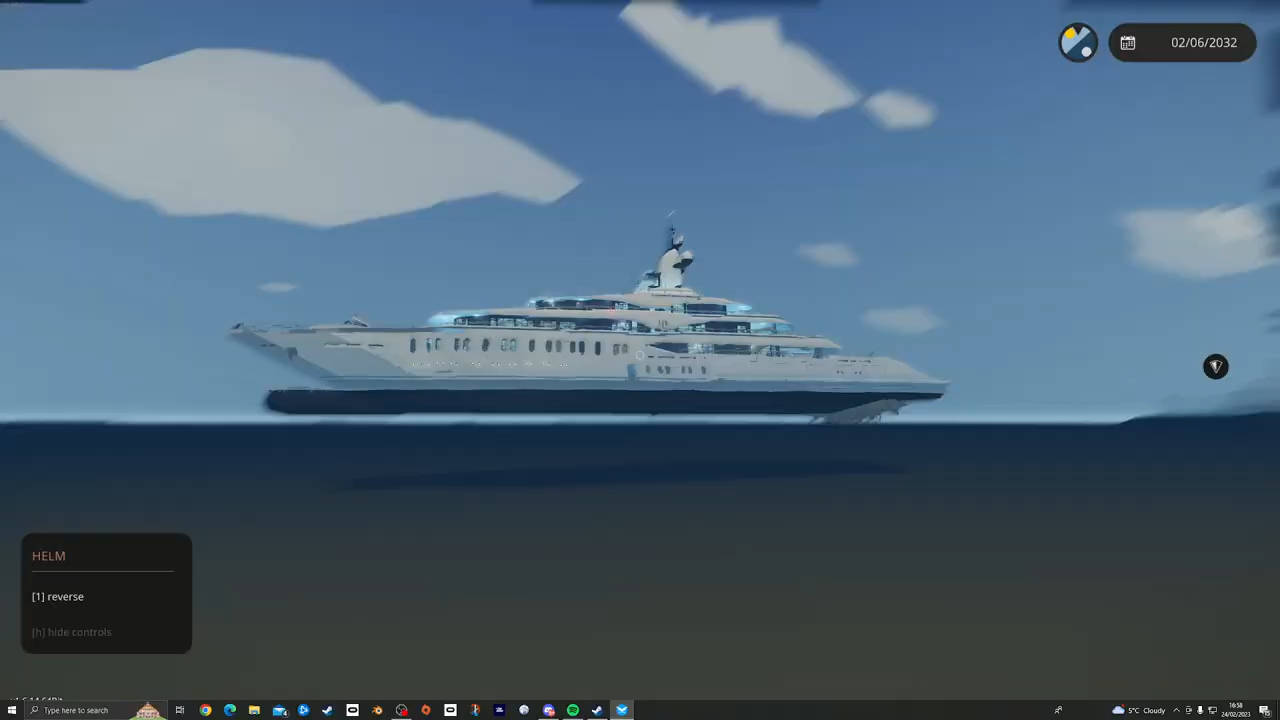 02/06/2032
HELM
[1] reverse
[h] hide controls
Type here to search
5°C Cloudy
16:58
24/02/2023